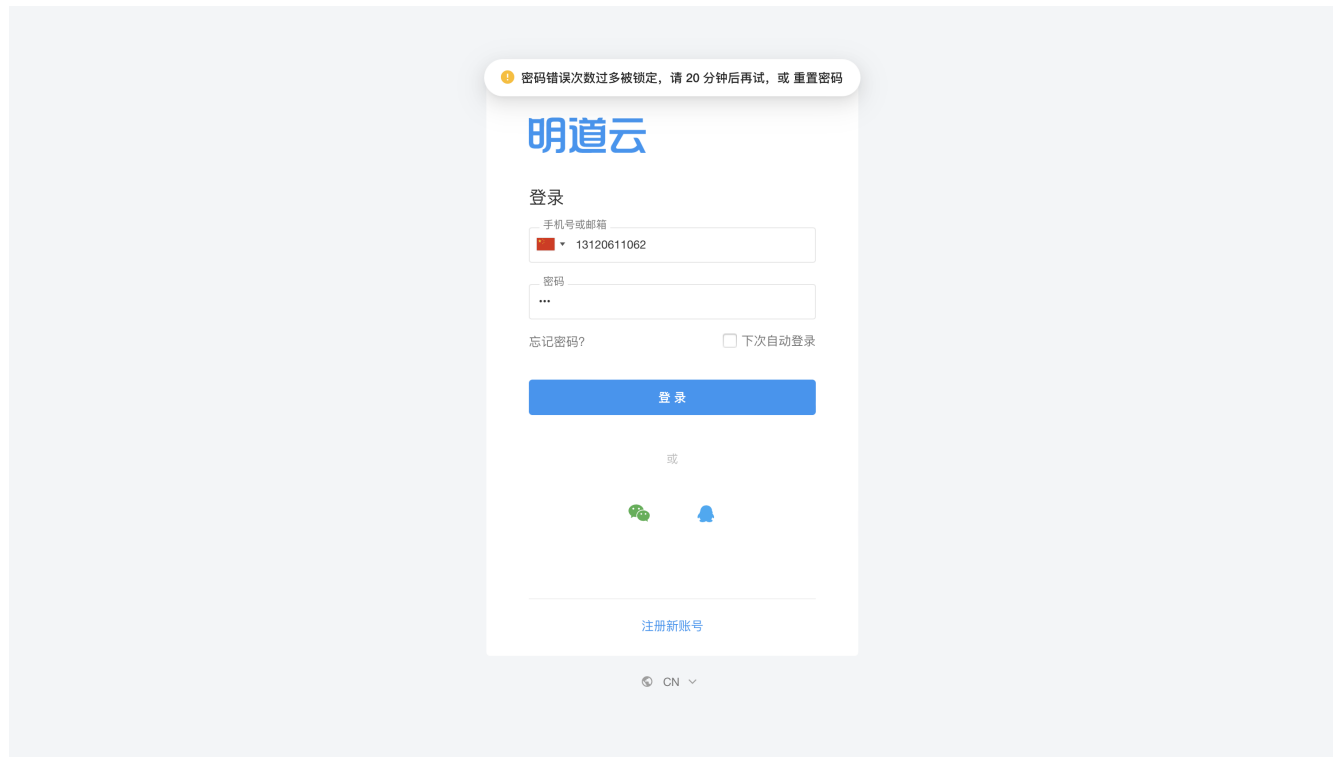 密码错误次数过多被锁定，请 20 分钟后再试，或 重置密码
明道云
登录
手机号或邮箱
13120611062
密码
•••
忘记密码? 下次自动登录
登 录
或
注册新账号
CN